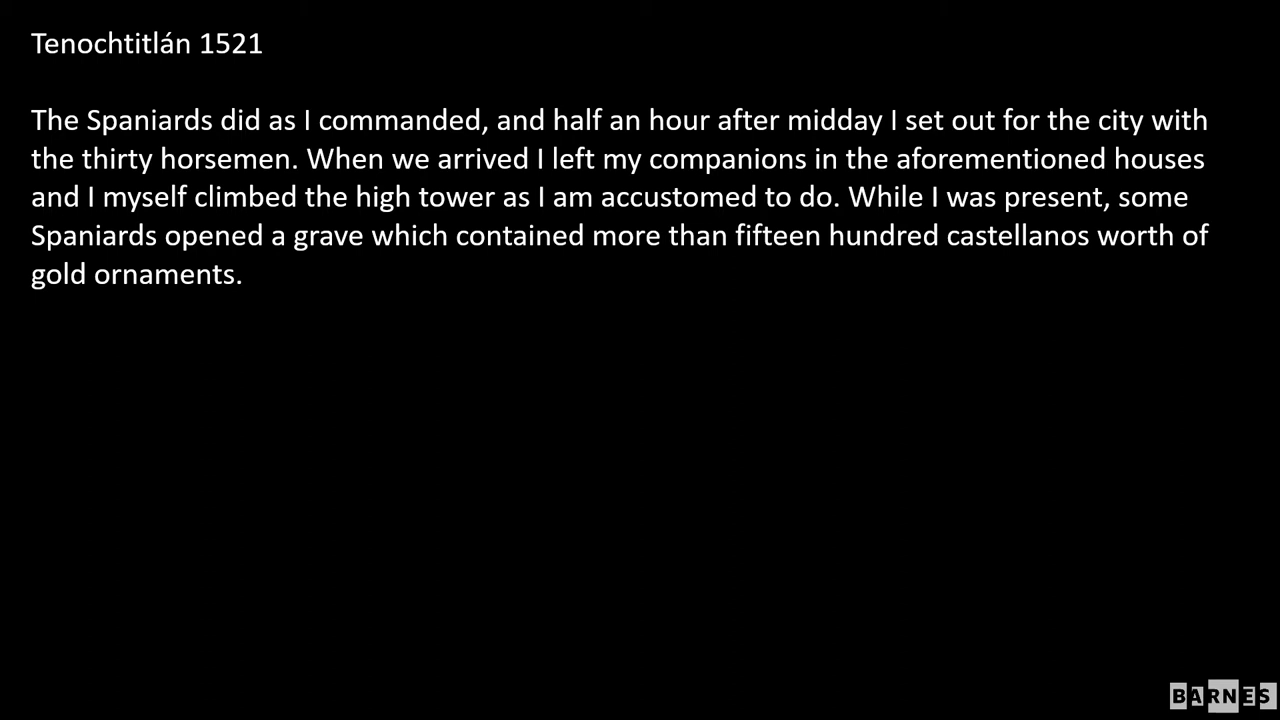 Tenochtitlán 1521
The Spaniards did as I commanded, and half an hour after midday I set out for the city with
the thirty horsemen. When we arrived I left my companions in the aforementioned houses
and I myself climbed the high tower as I am accustomed to do. While I was present, some
Spaniards opened a grave which contained more than fifteen hundred castellanos worth of
gold ornaments.
BARNES